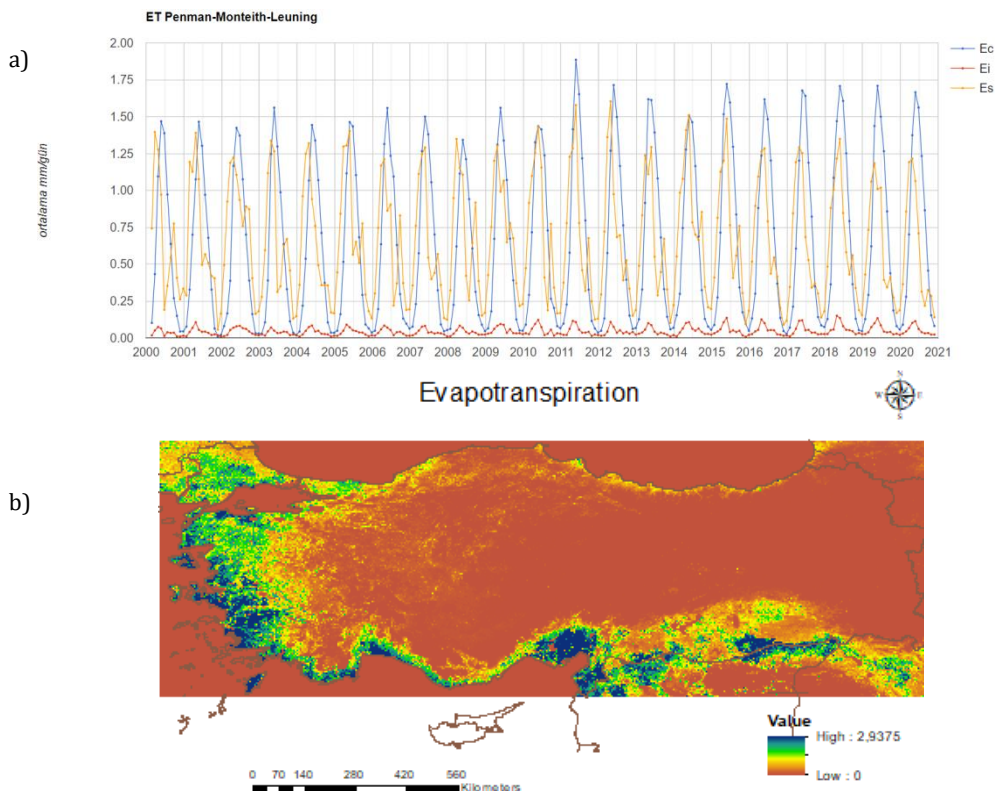 ET Penman-Monteith-Leuning
a)
ortalama mm/gün
2.00
1.75
1.50
1.25
1.00
0.75
0.50
0.25
0.00
Ec
Ei
Es
2000 2001 2002 2003 2004 2005 2006 2007 2008 2009 2010 2011 2012 2013 2014 2015 2016 2017 2018 2019 2020 2021
Evapotranspiration
N
W E
S
b)
Value
High : 2,9375
Low : 0
0 70 140 280 420 560
Kilometers